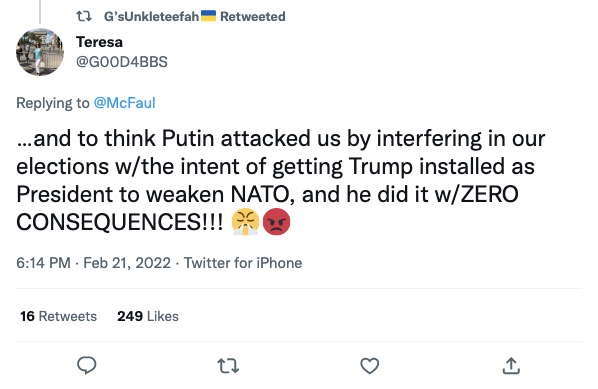 G'sUnkleteefah🇺🇦 Retweeted
Teresa
@G00D4BBS
Replying to @McFaul
...and to think Putin attacked us by interfering in our
elections w/the intent of getting Trump installed as
President to weaken NATO, and he did it w/ZERO
CONSEQUENCES!!! 😤😡
6:14 PM · Feb 21, 2022 · Twitter for iPhone
16 Retweets 249 Likes